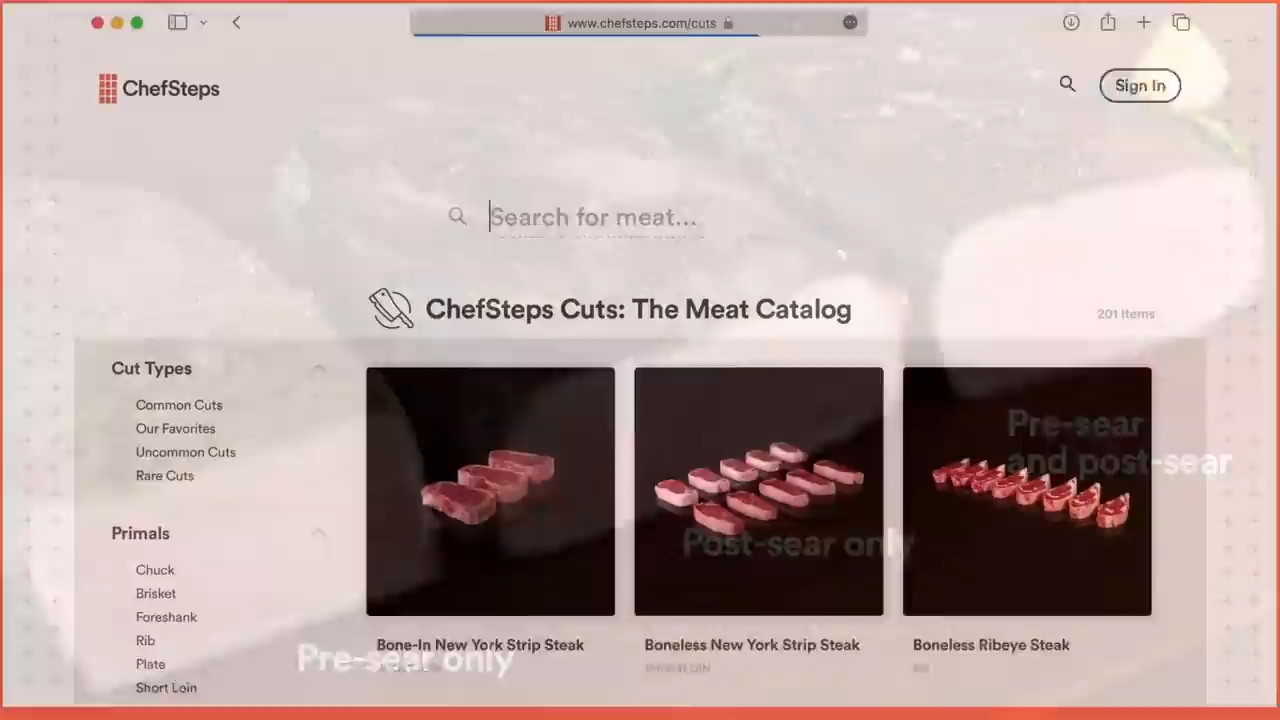 www.chefsteps.com/cuts
ChefSteps
Sign In
Search for meat...
ChefSteps Cuts: The Meat Catalog
201 Items
Cut Types
Common Cuts
Our Favorites
Uncommon Cuts
Rare Cuts
Primals
Chuck
Brisket
Foreshank
Rib
Plate
Short Loin
Pre-sear
and post-sear
Post-sear only
Pre-sear only
Bone-In New York Strip Steak
Boneless New York Strip Steak
Boneless Ribeye Steak